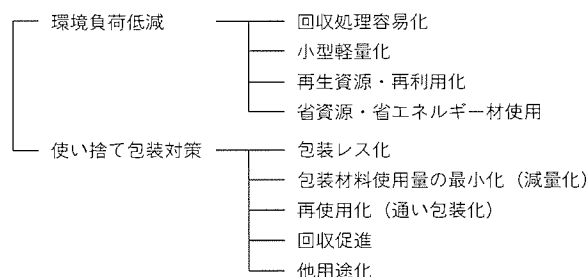 環境負荷低減
回収処理容易化
小型軽量化
再生資源・再利用化
省資源・省エネルギー材使用
使い捨て包装対策
包装レス化
包装材料使用量の最小化（減量化）
再使用化（通い包装化）
回収促進
他用途化